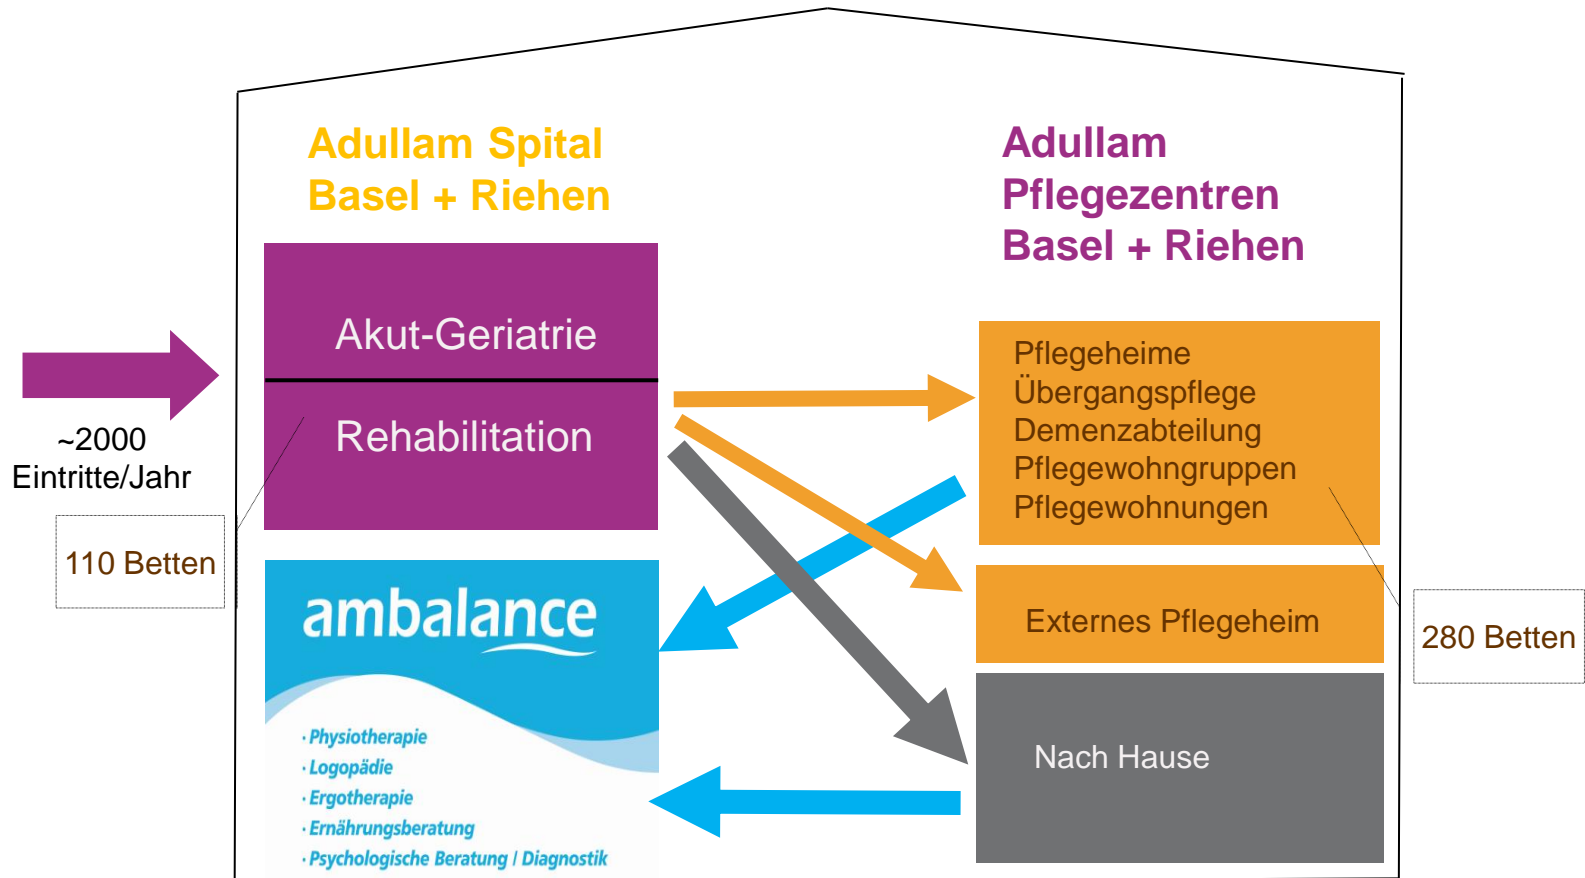 Adullam Spital
Basel + Riehen
Adullam
Pflegezentren
Basel + Riehen
Akut-Geriatrie
Rehabilitation
~2000
Eintritte/Jahr
110 Betten
Pflegeheime
Übergangspflege
Demenzabteilung
Pflegewohngruppen
Pflegewohnungen
Externes Pflegeheim
280 Betten
Nach Hause
ambalance
· Physiotherapie
· Logopädie
· Ergotherapie
· Ernährungsberatung
· Psychologische Beratung / Diagnostik